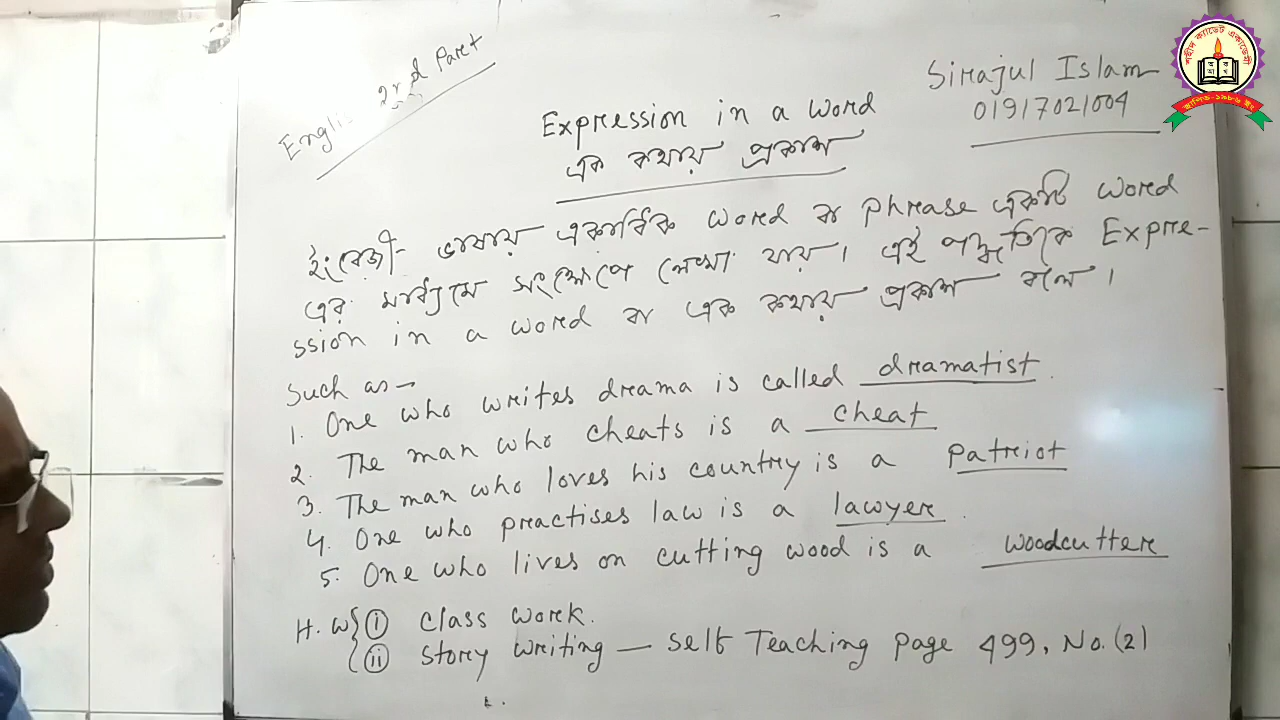 English 2nd Part
Sirajul Islam
01917021004
Expression in a word
এক কথায় প্রকাশ
ইংরেজী ভাষায় একাধিক word বা phrase একটি word
এর মাধ্যমে সংক্ষেপে লেখা যায়। এই পদ্ধতিকে Expre-
ssion in a word বা এক কথায় প্রকাশ বলে।
Such as –
1. One who writes drama is called dramatist.
2. The man who cheats is a cheat
3. The man who loves his country is a patriot
4. One who practises law is a lawyer.
5. One who lives on cutting wood is a woodcutter
H.W { (i) Class work.
(ii) Story writing — Self Teaching page 499, No. (2)
শহীদ ক্যাডেট একাডেমী
স্থাপিত-১৯৮৬ ইং